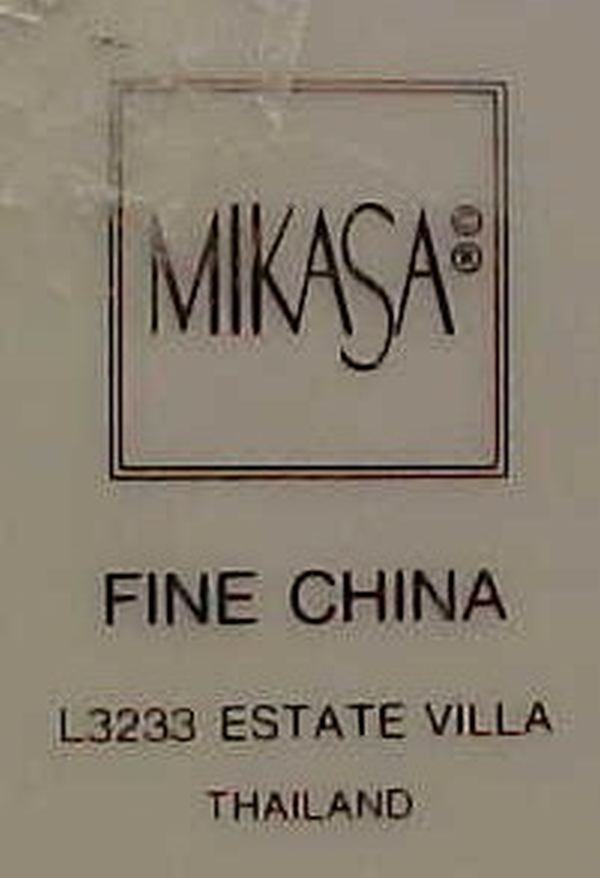 MIKASA©®
FINE CHINA
L3233 ESTATE VILLA
THAILAND